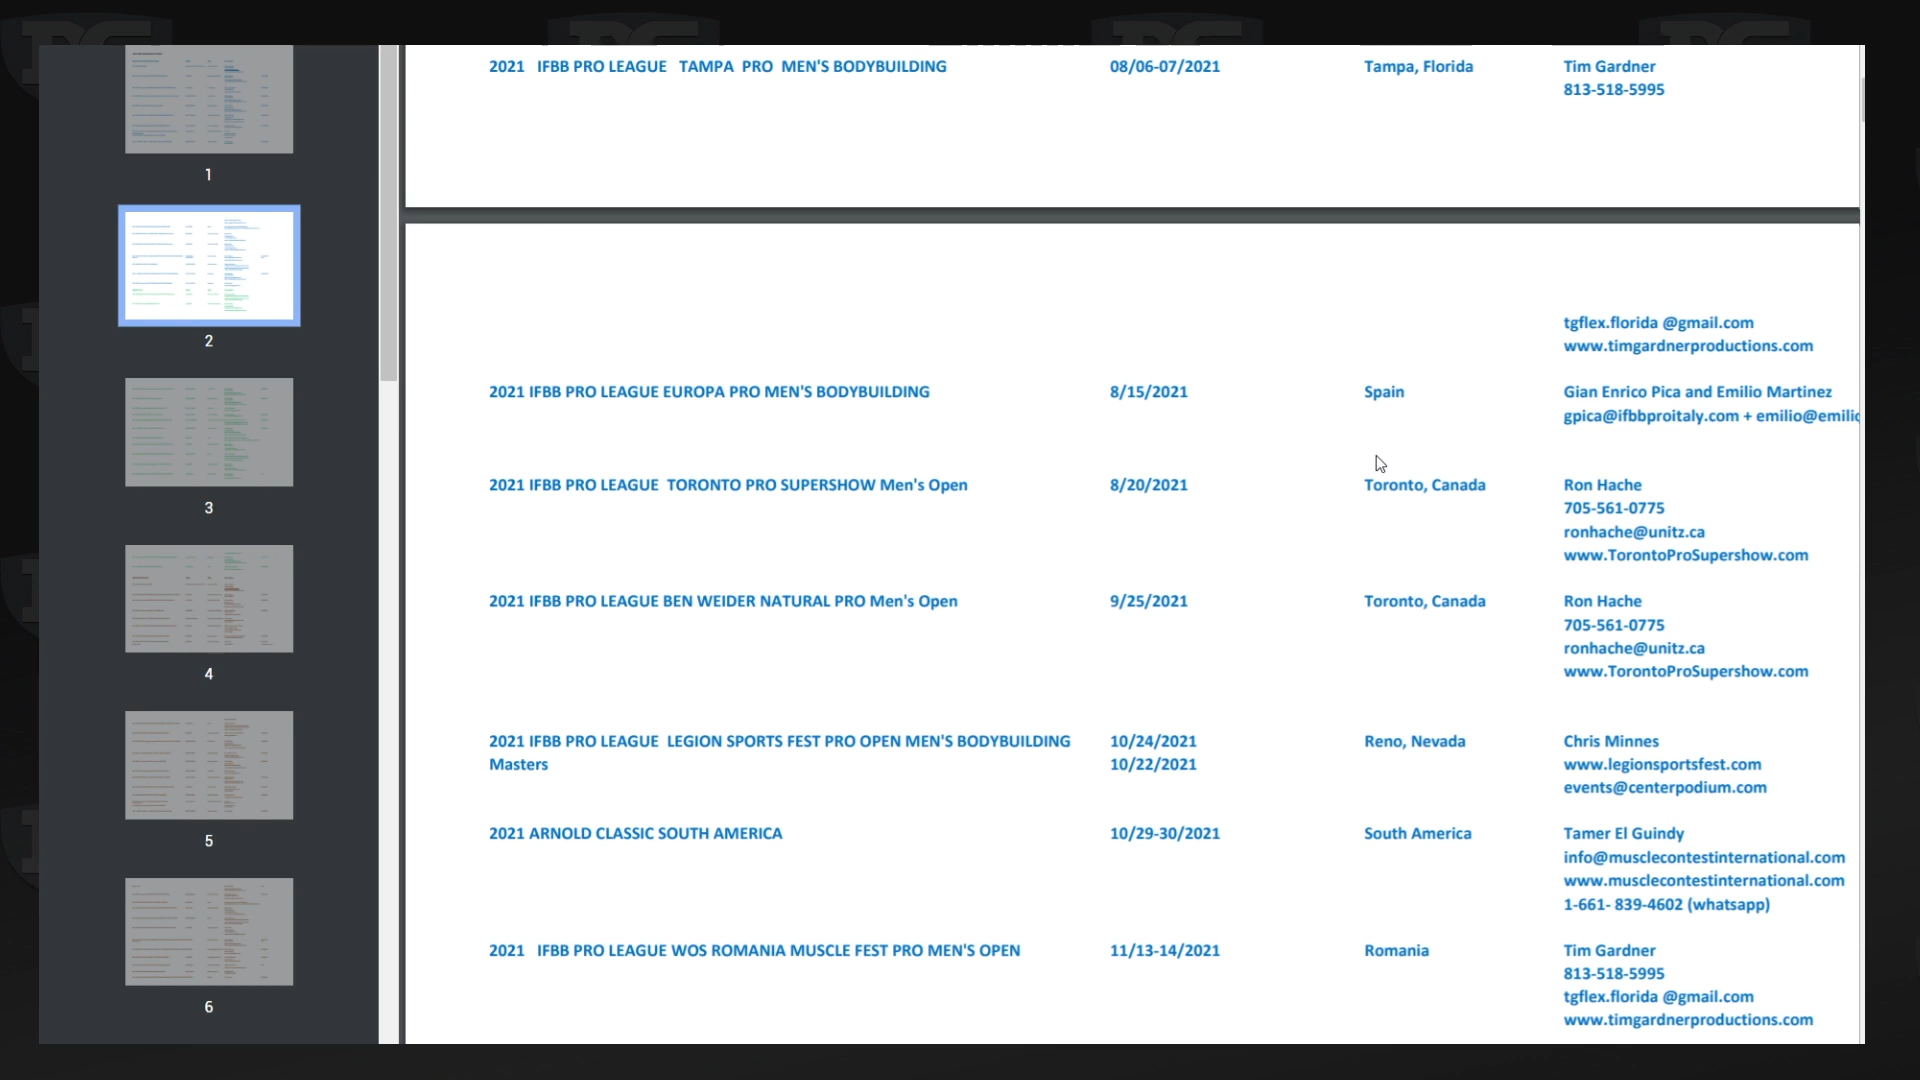 2021 IFBB PRO LEAGUE TAMPA PRO MEN'S BODYBUILDING 08/06-07/2021 Tampa, Florida Tim Gardner
813-518-5995
tgflex.florida @gmail.com
www.timgardnerproductions.com
2021 IFBB PRO LEAGUE EUROPA PRO MEN'S BODYBUILDING 8/15/2021 Spain Gian Enrico Pica and Emilio Martinez
gpica@ifbbproitaly.com + emilio@emilic
2021 IFBB PRO LEAGUE TORONTO PRO SUPERSHOW Men's Open 8/20/2021 Toronto, Canada Ron Hache
705-561-0775
ronhache@unitz.ca
www.TorontoProSupershow.com
2021 IFBB PRO LEAGUE BEN WEIDER NATURAL PRO Men's Open 9/25/2021 Toronto, Canada Ron Hache
705-561-0775
ronhache@unitz.ca
www.TorontoProSupershow.com
2021 IFBB PRO LEAGUE LEGION SPORTS FEST PRO OPEN MEN'S BODYBUILDING 10/24/2021 Reno, Nevada Chris Minnes
Masters 10/22/2021 www.legionsportsfest.com
events@centerpodium.com
2021 ARNOLD CLASSIC SOUTH AMERICA 10/29-30/2021 South America Tamer El Guindy
info@musclecontestinternational.com
www.musclecontestinternational.com
1-661- 839-4602 (whatsapp)
2021 IFBB PRO LEAGUE WOS ROMANIA MUSCLE FEST PRO MEN'S OPEN 11/13-14/2021 Romania Tim Gardner
813-518-5995
tgflex.florida @gmail.com
www.timgardnerproductions.com
1
2
3
4
5
6